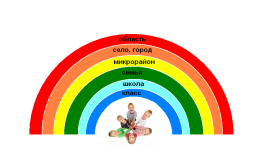 область
село, город
микрорайон
семья
школа
класс